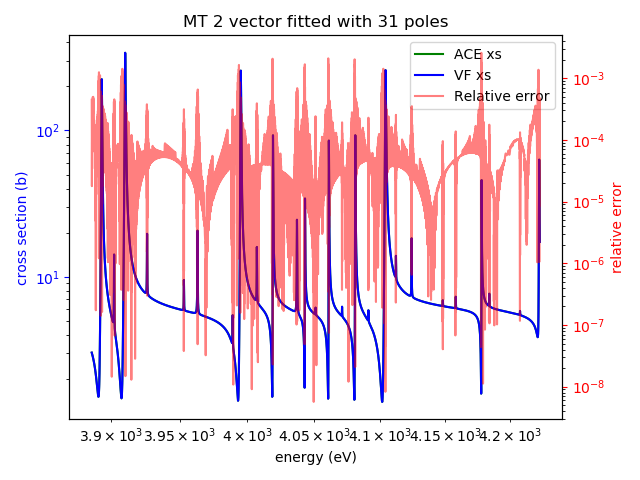 MT 2 vector fitted with 31 poles
ACE xs
VF xs
Relative error
cross section (b)
10²
10¹
relative error
10⁻³
10⁻⁴
10⁻⁵
10⁻⁶
10⁻⁷
10⁻⁸
3.9 × 10³ 3.95 × 10³ 4 × 10³ 4.05 × 10³ 4.1 × 10³ 4.15 × 10³ 4.2 × 10³
energy (eV)